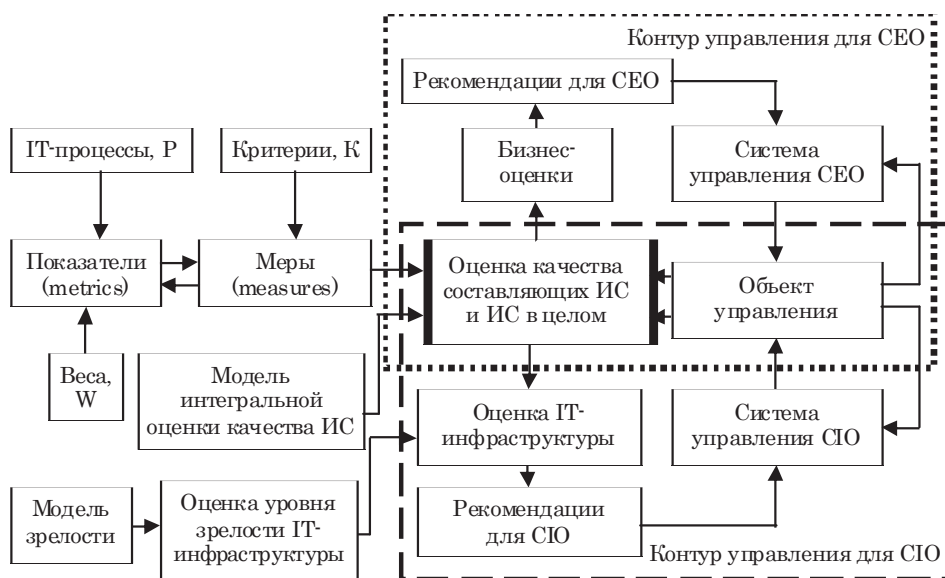 Контур управления для CEO
Рекомендации для CEO
IT-процессы, P
Критерии, K
Бизнес-
оценки
Система
управления CEO
Показатели
(metrics)
Меры
(measures)
Оценка качества
составляющих ИС
и ИС в целом
Объект
управления
Веса,
W
Модель
интегральной
оценки качества ИС
Оценка IT-
инфраструктуры
Система
управления CIO
Модель
зрелости
Оценка уровня
зрелости IT-
инфраструктуры
Рекомендации
для CIO
Контур управления для CIO